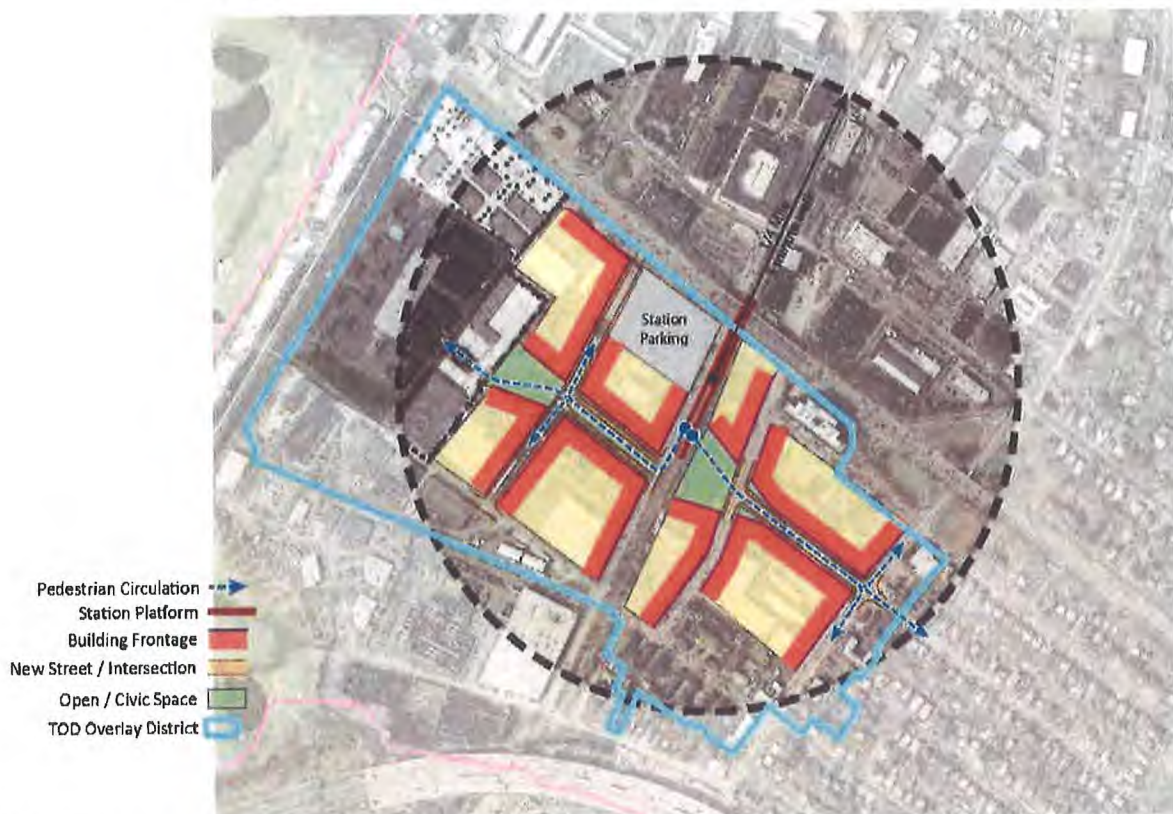 Station
Parking
Pedestrian Circulation
Station Platform
Building Frontage
New Street / Intersection
Open / Civic Space
TOD Overlay District